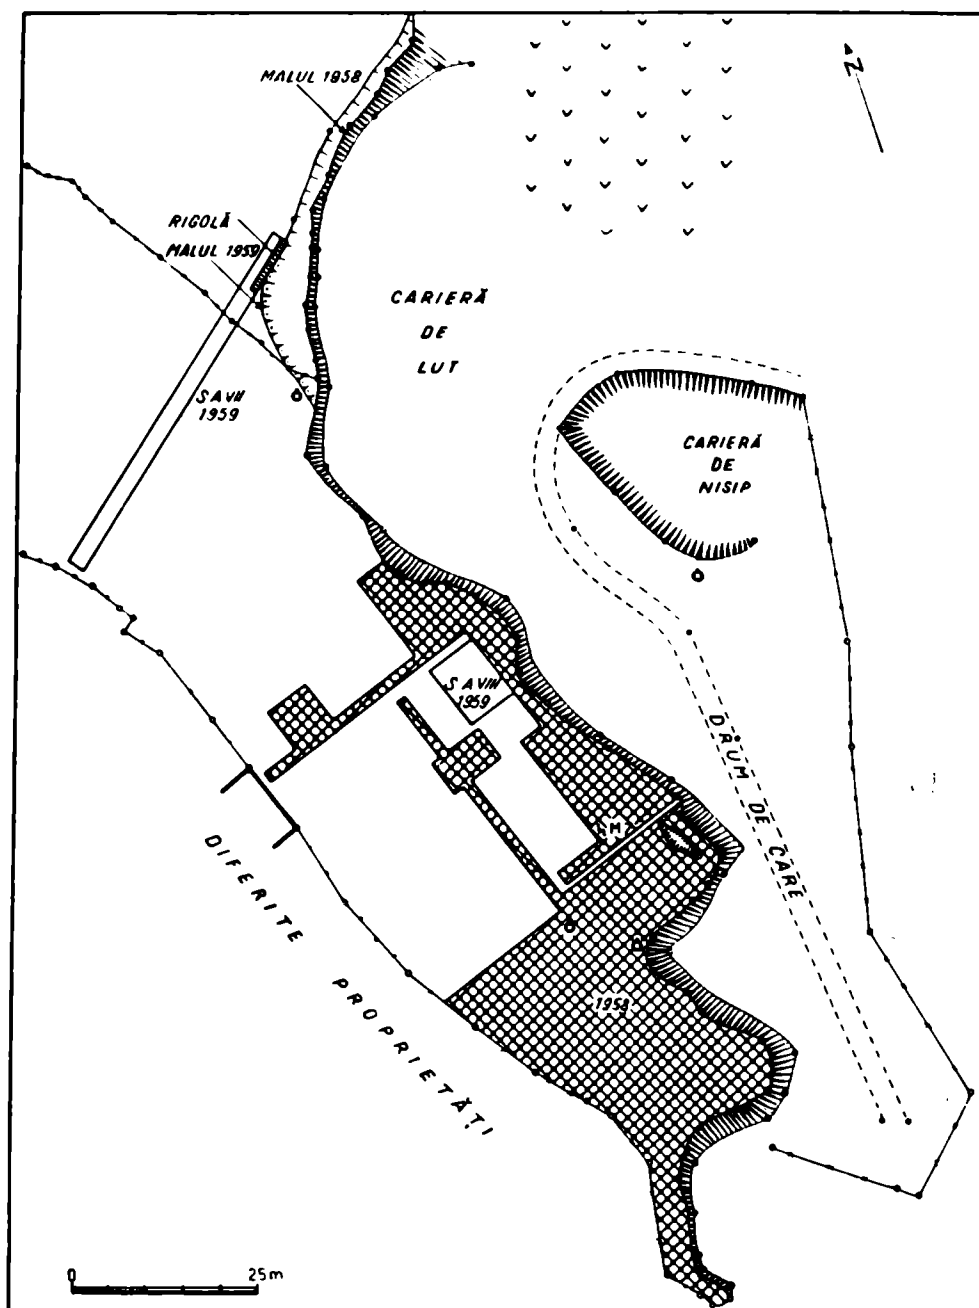 MALUL 1958
N
RIGOLĂ
MALUL 1959
CARIERĂ
DE
LUT
S A VII
1959
CARIERĂ
DE
NISIP
S A VIII
1959
DRUM DE CARE
M
DIFERITE PROPRIETĂȚI
1958
0 25m